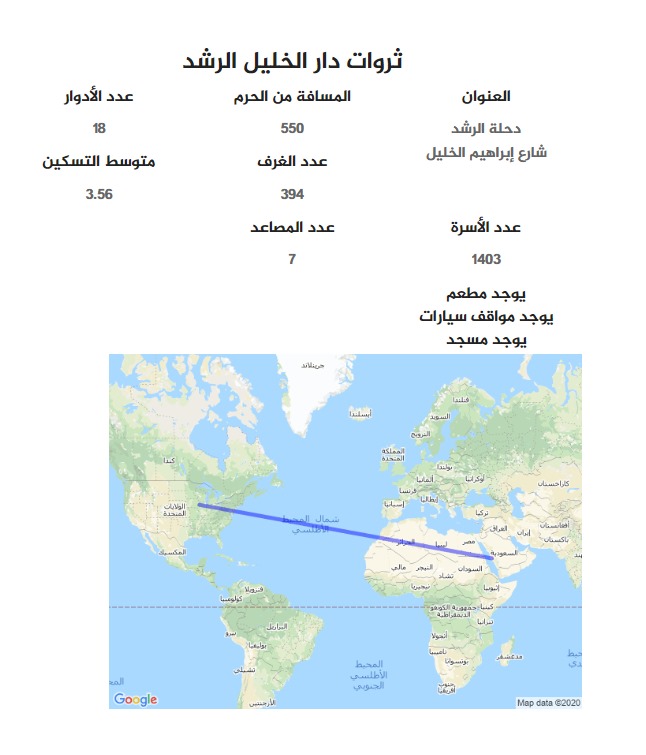 ثروات دار الخليل الرشد
العنوان
المسافة من الحرم
عدد الأدوار
دحلة الرشد
شارع إبراهيم الخليل
550
18
عدد الغرف
متوسط التسكين
394
3.56
عدد الأسرة
عدد المصاعد
1403
7
يوجد مطعم
يوجد مواقف سيارات
يوجد مسجد
جرينلاند
آيسلندا
فنلندا
السويد
النرويج
المملكة
المتحدة
بولندا
ألمانيا
أوكرانيا
كازاخستان
فرنسا
إيطاليا
إسبانيا
تركيا
كندا
الولايات
المتحدة
شمال المحيط
الأطلسي
العراق
إيران
أفغانستان
باكستان
الجزائر
ليبيا
مصر
السعودية
المكسيك
مالي
النيجر
تشاد
السودان
نيجيريا
إثيوبيا
فنزويلا
كولومبيا
جمهورية الكونغو
الديمقراطية
كينيا
تنزانيا
البرازيل
بيرو
بوليفيا
أنجولا
ناميبيا
بوتسوانا
مدغشقر
تشيلي
المحيط
الأطلسي
الجنوبي
جنوب
أفريقيا
الأرجنتين
Google
Map data ©2020